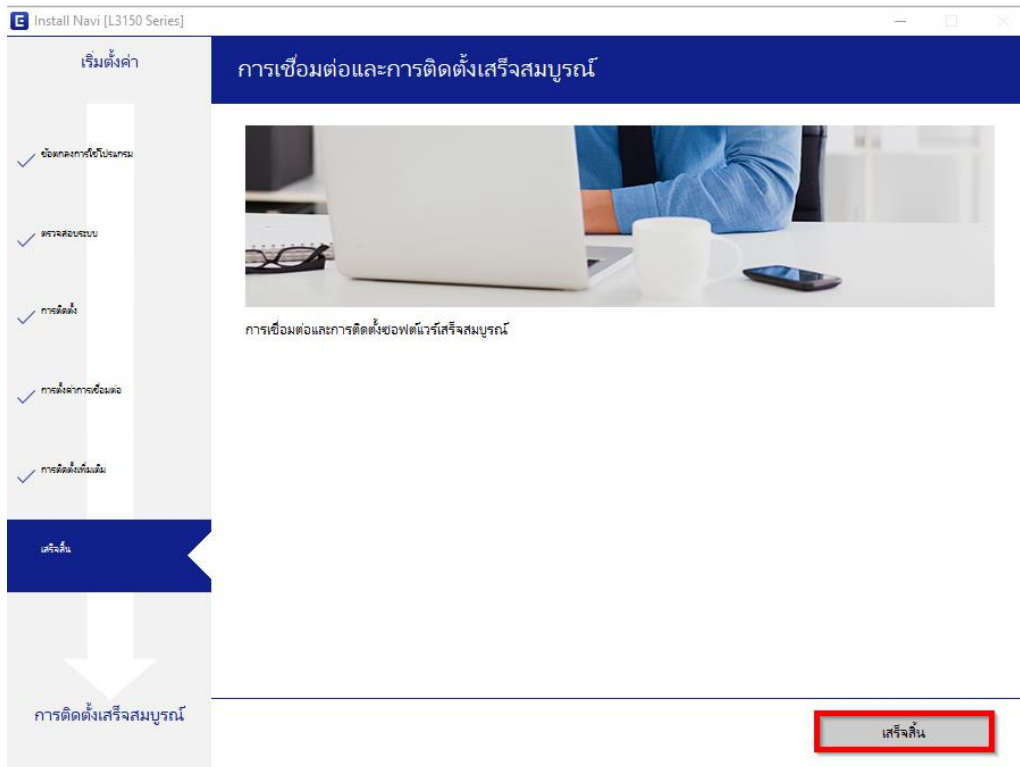 E Install Navi [L3150 Series]
เริ่มตั้งค่า
การเชื่อมต่อและการติดตั้งเสร็จสมบูรณ์
ข้อตกลงการใช้โปรแกรม
ตรวจสอบระบบ
การติดตั้ง
การเชื่อมต่อและการติดตั้งซอฟต์แวร์เสร็จสมบูรณ์
การตั้งค่าการเชื่อมต่อ
การติดตั้งเพิ่มเติม
เสร็จสิ้น
การติดตั้งเสร็จสมบูรณ์
เสร็จสิ้น